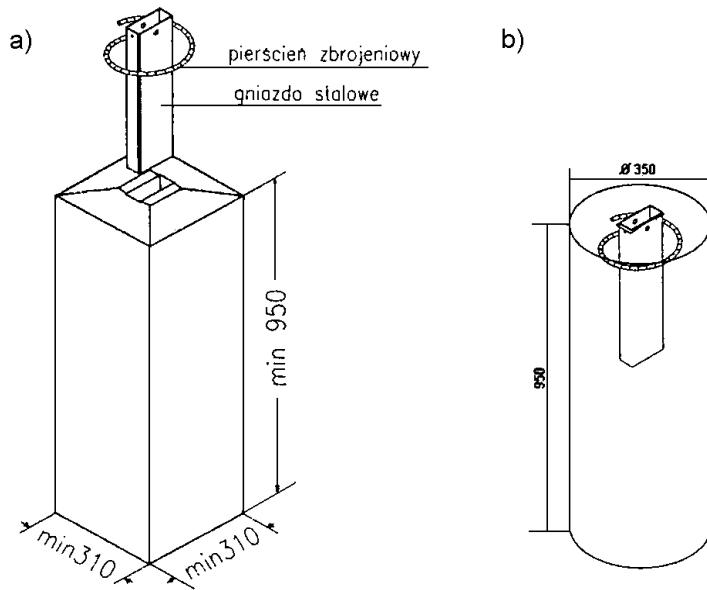 a)
pierścień zbrojeniowy
gniazdo stalowe
min 950
min310
min310
b)
Ø 350
950